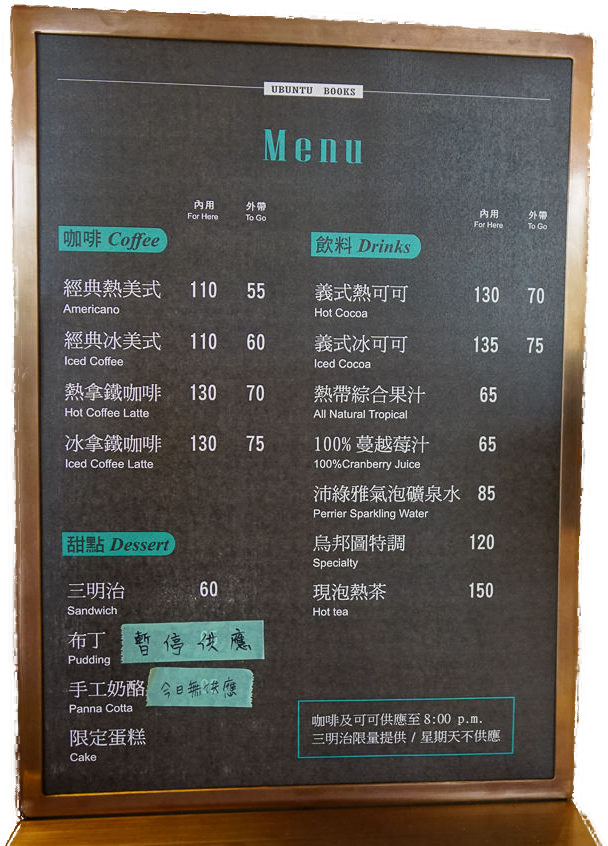 UBUNTU BOOKS
Menu
內用 外帶
For Here To Go
咖啡 Coffee
經典熱美式 110 55
Americano
經典冰美式 110 60
Iced Coffee
熱拿鐵咖啡 130 70
Hot Coffee Latte
冰拿鐵咖啡 130 75
Iced Coffee Latte
甜點 Dessert
三明治 60
Sandwich
布丁 暫停供應
Pudding
手工奶酪 今日無供應
Panna Cotta
限定蛋糕
Cake
內用 外帶
For Here To Go
飲料 Drinks
義式熱可可 130 70
Hot Cocoa
義式冰可可 135 75
Iced Cocoa
熱帶綜合果汁 65
All Natural Tropical
100% 蔓越莓汁 65
100%Cranberry Juice
沛綠雅氣泡礦泉水 85
Perrier Sparkling Water
烏邦圖特調 120
Specialty
現泡熱茶 150
Hot tea
咖啡及可可供應至 8:00 p.m.
三明治限量提供 / 星期天不供應